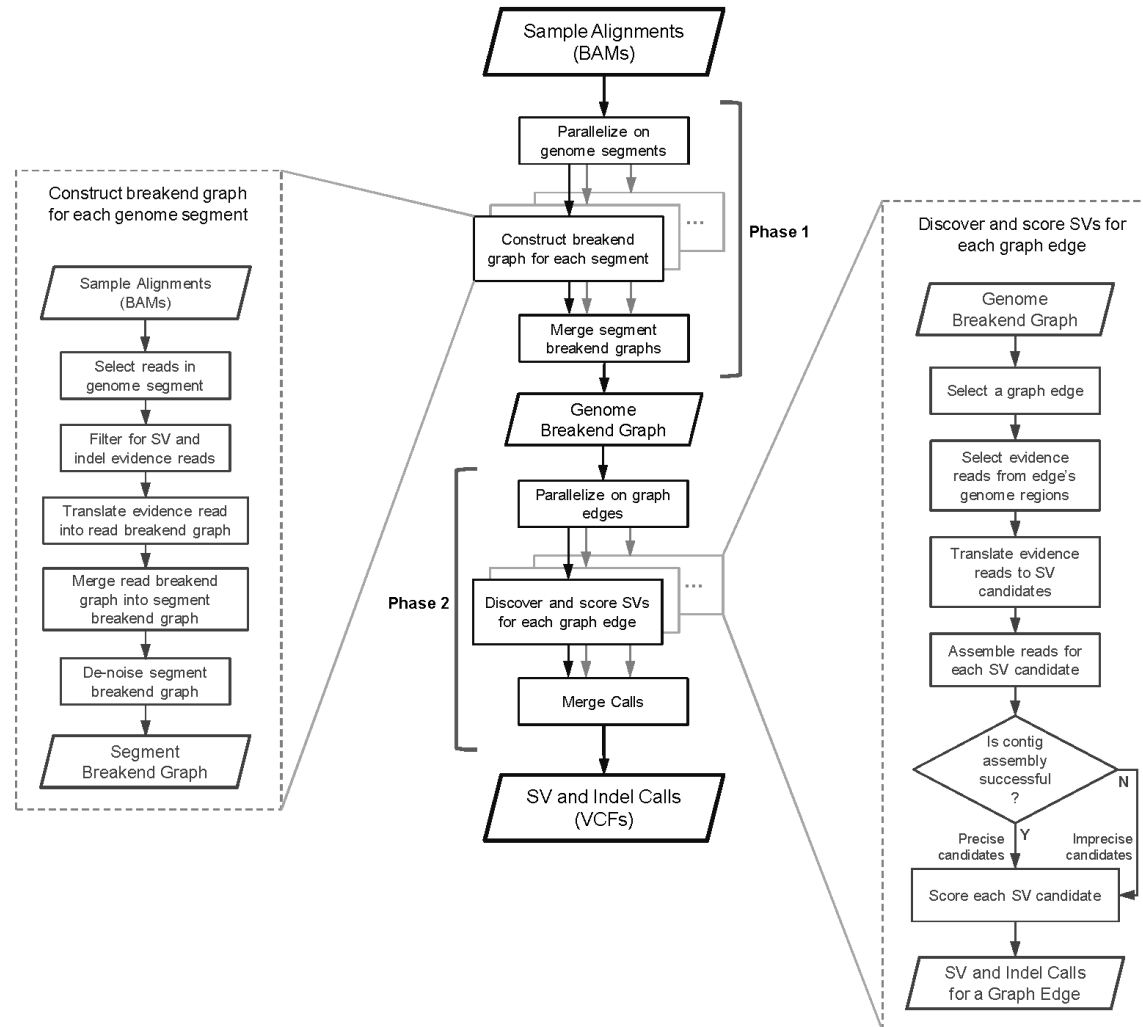 Sample Alignments
(BAMs)
Parallelize on
genome segments
...
Construct breakend
graph for each segment
Phase 1
Merge segment
breakend graphs
Genome
Breakend Graph
Parallelize on graph
edges
...
Phase 2
Discover and score SVs
for each graph edge
Merge Calls
SV and Indel Calls
(VCFs)
Construct breakend graph
for each genome segment
Sample Alignments
(BAMs)
Select reads in
genome segment
Filter for SV and
indel evidence reads
Translate evidence read
into read breakend graph
Merge read breakend
graph into segment
breakend graph
De-noise segment
breakend graph
Segment
Breakend Graph
Discover and score SVs for
each graph edge
Genome
Breakend Graph
Select a graph edge
Select evidence
reads from edge's
genome regions
Translate evidence
reads to SV
candidates
Assemble reads for
each SV candidate
Is contig
assembly
successful
?
N
Y
Precise
candidates
Imprecise
candidates
Score each SV candidate
SV and Indel Calls
for a Graph Edge